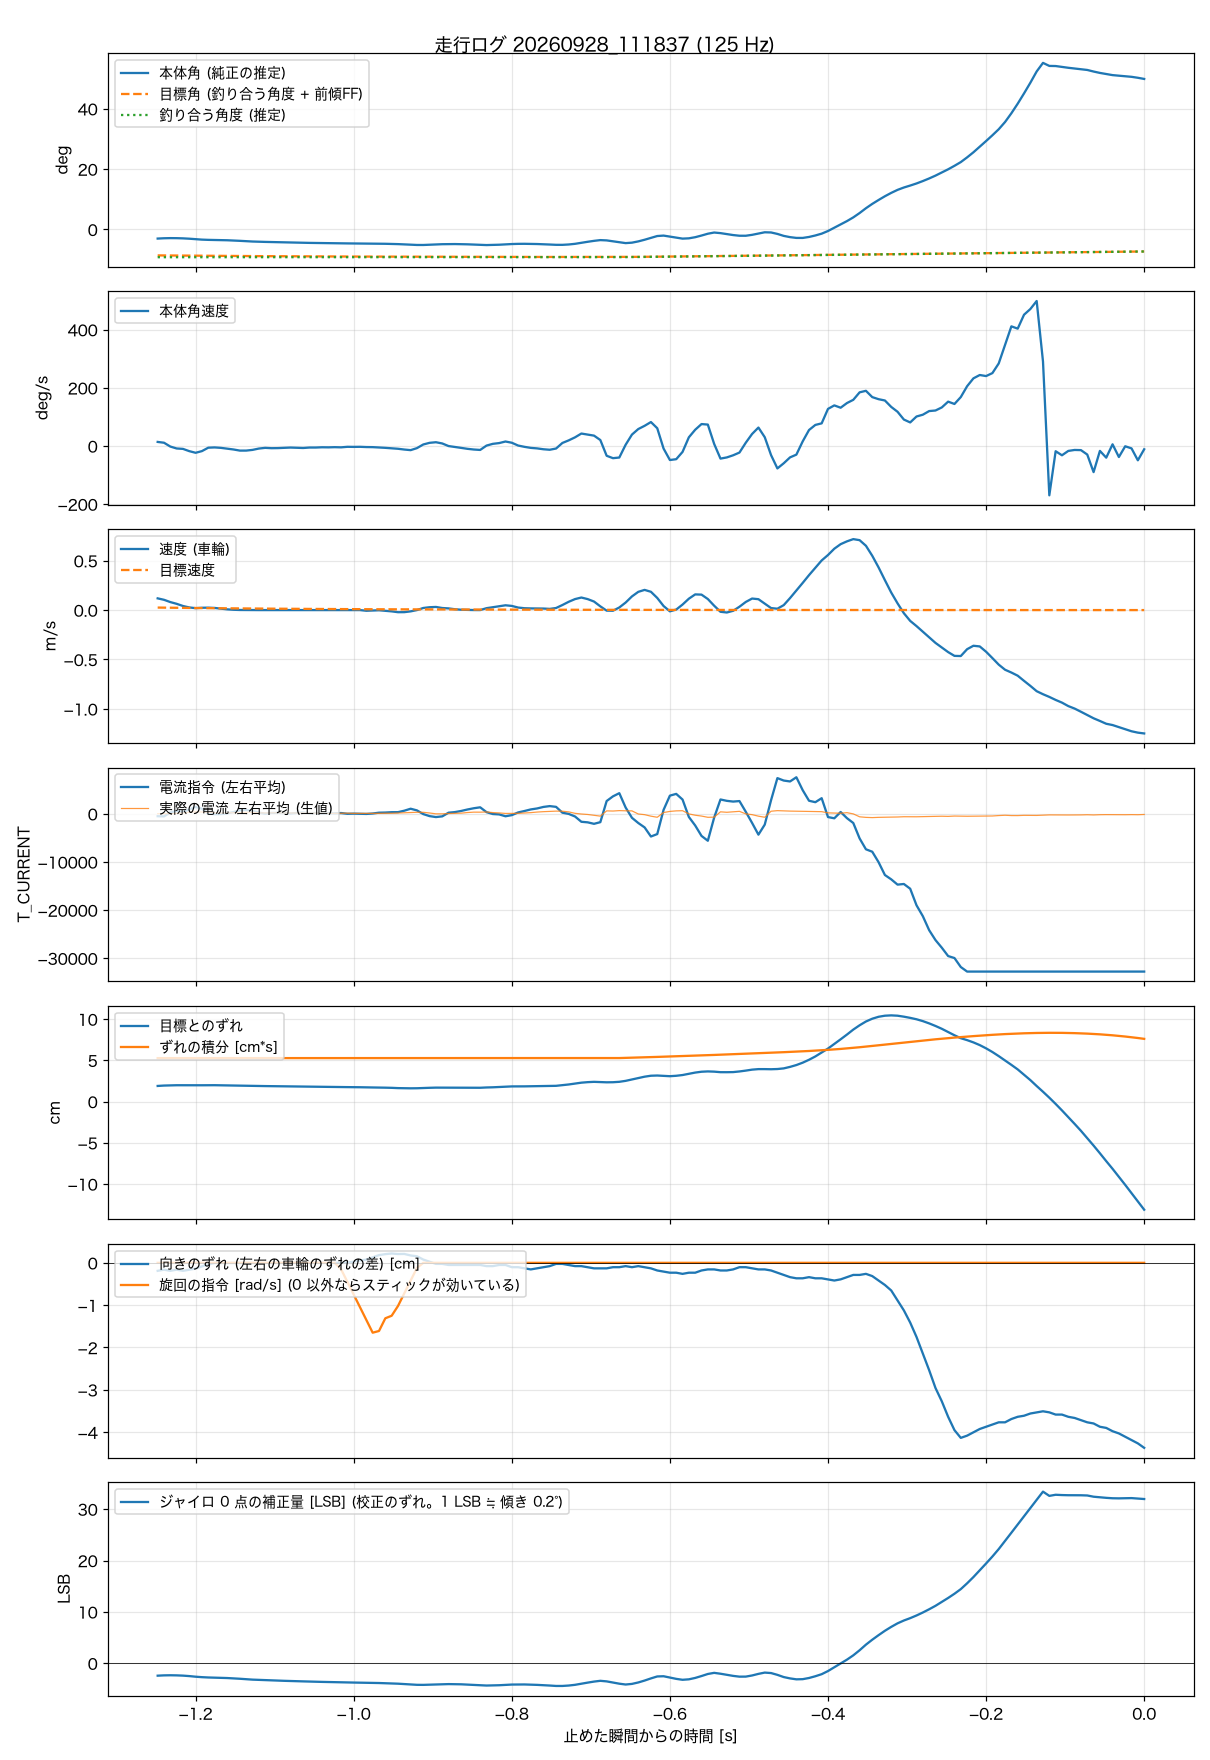 走行ログ 20260928_111837 (125 Hz)
本体角 (純正の推定)
目標角 (釣り合う角度 + 前傾FF)
釣り合う角度 (推定)
deg
40
20
0
本体角速度
deg/s
400
200
0
−200
速度 (車輪)
目標速度
m/s
0.5
0.0
−0.5
−1.0
電流指令 (左右平均)
実際の電流 左右平均 (生値)
T_CURRENT
0
−10000
−20000
−30000
目標とのずれ
ずれの積分 [cm*s]
cm
10
5
0
−5
−10
向きのずれ (左右の車輪のずれの差) [cm]
旋回の指令 [rad/s] (0 以外ならスティックが効いている)
0
−1
−2
−3
−4
ジャイロ 0 点の補正量 [LSB] (校正のずれ。1 LSB ≒ 傾き 0.2°)
LSB
30
20
10
0
−1.2 −1.0 −0.8 −0.6 −0.4 −0.2 0.0
止めた瞬間からの時間 [s]